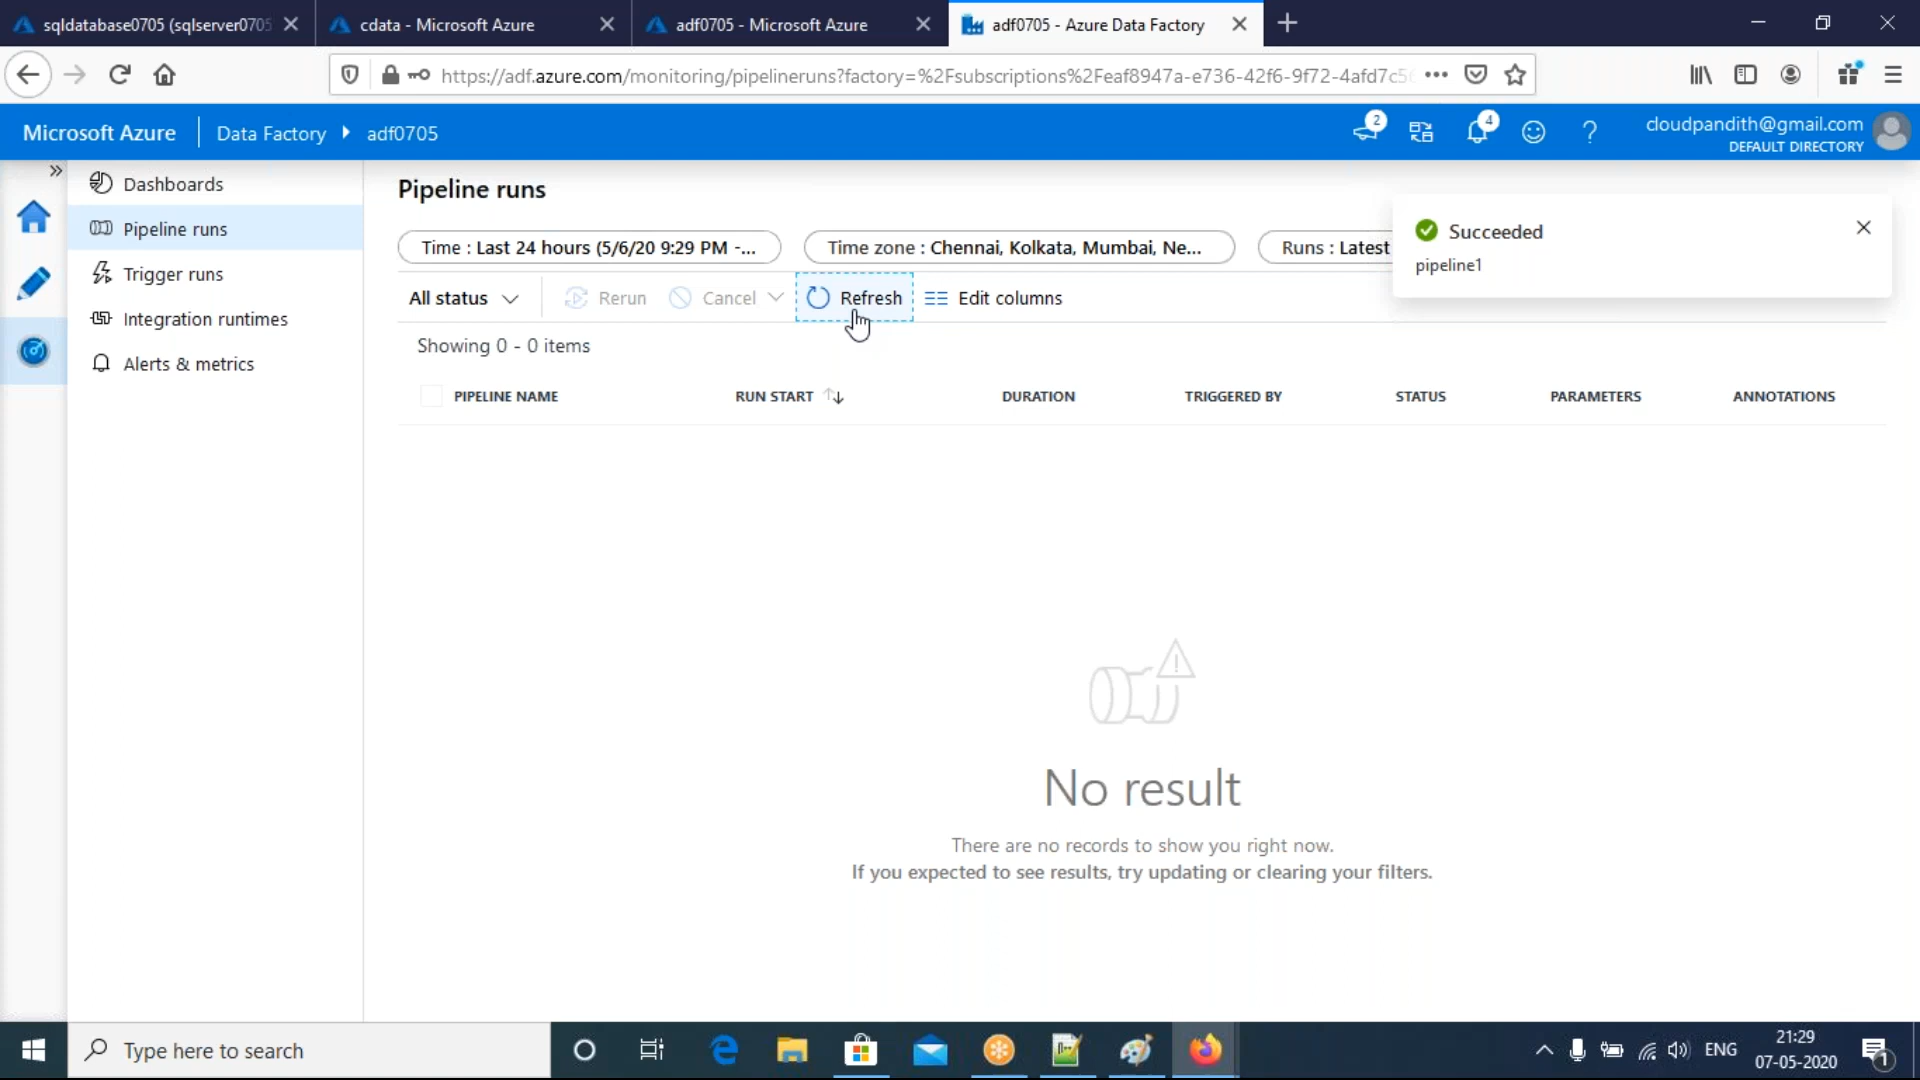 sqldatabase0705 (sqlserver0705
cdata - Microsoft Azure
adf0705 - Microsoft Azure
adf0705 - Azure Data Factory
https://adf.azure.com/monitoring/pipelineruns?factory=%2Fsubscriptions%2Feaf8947a-e736-42f6-9f72-4afd7c5
Microsoft Azure
Data Factory
adf0705
2
4
cloudpandith@gmail.com
DEFAULT DIRECTORY
Dashboards
Pipeline runs
Trigger runs
Integration runtimes
Alerts & metrics
Pipeline runs
Time : Last 24 hours (5/6/20 9:29 PM -...
Time zone : Chennai, Kolkata, Mumbai, Ne...
Runs : Latest
Succeeded
pipeline1
All status
Rerun
Cancel
Refresh
Edit columns
Showing 0 - 0 items
PIPELINE NAME
RUN START
DURATION
TRIGGERED BY
STATUS
PARAMETERS
ANNOTATIONS
No result
There are no records to show you right now.
If you expected to see results, try updating or clearing your filters.
Type here to search
ENG
21:29
07-05-2020
1